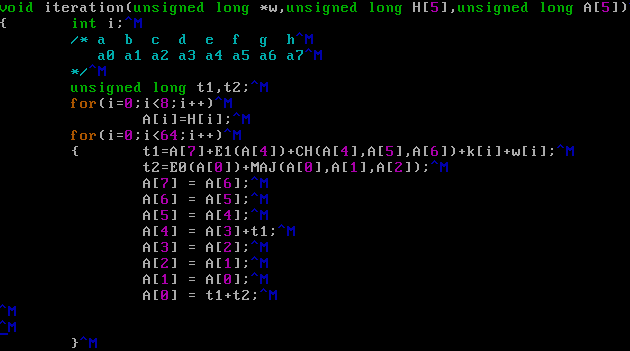 void iteration(unsigned long *w,unsigned long H[5],unsigned long A[5])
{       int i;^M
        /* a  b  c  d  e  f  g  h^M
           a0 a1 a2 a3 a4 a5 a6 a7^M
        */^M
        unsigned long t1,t2;^M
        for(i=0;i<8;i++)^M
                A[i]=H[i];^M
        for(i=0;i<64;i++)^M
        {       t1=A[7]+E1(A[4])+CH(A[4],A[5],A[6])+k[i]+w[i];^M
                t2=E0(A[0])+MAJ(A[0],A[1],A[2]);^M
                A[7] = A[6];^M
                A[6] = A[5];^M
                A[5] = A[4];^M
                A[4] = A[3]+t1;^M
                A[3] = A[2];^M
                A[2] = A[1];^M
                A[1] = A[0];^M
                A[0] = t1+t2;^M
^M
^M
        }^M